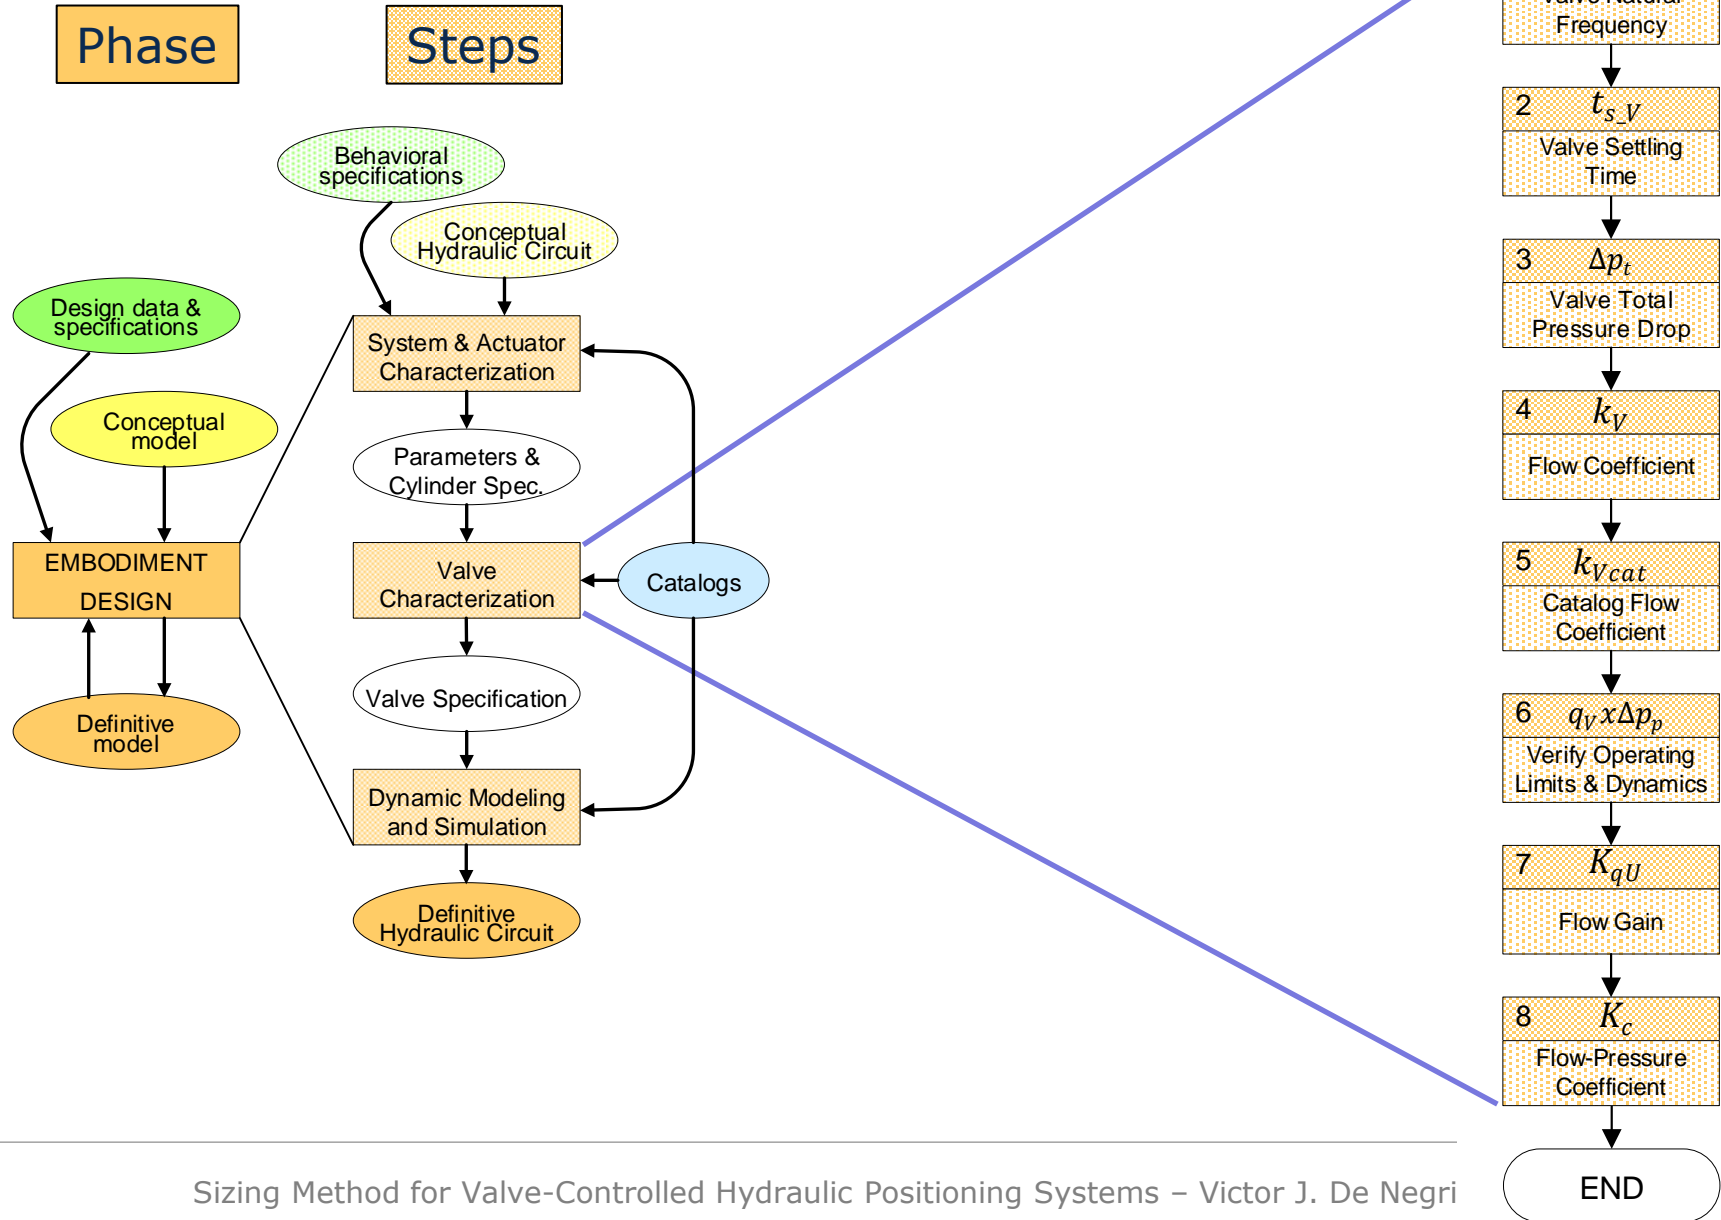 Phase
Steps
Behavioral
specifications
Conceptual
Hydraulic Circuit
Design data &
specifications
Conceptual
model
EMBODIMENT
DESIGN
Definitive
model
System & Actuator
Characterization
Parameters &
Cylinder Spec.
Valve
Characterization
Catalogs
Valve Specification
Dynamic Modeling
and Simulation
Definitive
Hydraulic Circuit
Valve Natural
Frequency
2 t_{s_V}
Valve Settling
Time
3 Δp_t
Valve Total
Pressure Drop
4 k_V
Flow Coefficient
5 k_{Vcat}
Catalog Flow
Coefficient
6 q_V x Δp_p
Verify Operating
Limits & Dynamics
7 K_{qU}
Flow Gain
8 K_c
Flow-Pressure
Coefficient
END
Sizing Method for Valve-Controlled Hydraulic Positioning Systems – Victor J. De Negri